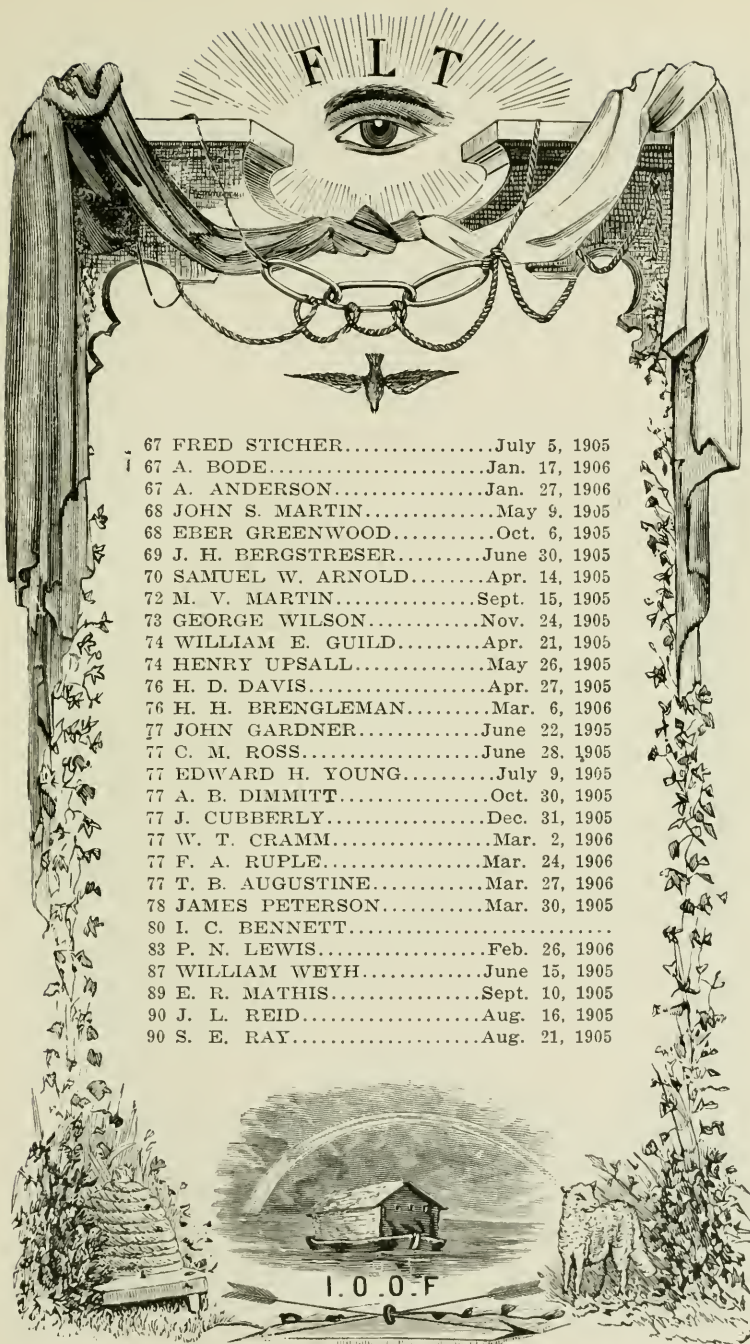 F L T
67 FRED STICHER................July 5, 1905
67 A. BODE.......................Jan. 17, 1906
67 A. ANDERSON................Jan. 27, 1906
68 JOHN S. MARTIN..............May 9, 1905
68 EBER GREENWOOD...........Oct. 6, 1905
69 J. H. BERGSTRESER.........June 30, 1905
70 SAMUEL W. ARNOLD........Apr. 14, 1905
72 M. V. MARTIN...............Sept. 15, 1905
73 GEORGE WILSON............Nov. 24, 1905
74 WILLIAM E. GUILD.........Apr. 21, 1905
74 HENRY UPSALL..............May 26, 1905
76 H. D. DAVIS...................Apr. 27, 1905
76 H. H. BRENGLEMAN.........Mar. 6, 1906
77 JOHN GARDNER.............June 22, 1905
77 C. M. ROSS...................June 28, 1905
77 EDWARD H. YOUNG..........July 9, 1905
77 A. B. DIMMITT................Oct. 30, 1905
77 J. CUBBERLY.................Dec. 31, 1905
77 W. T. CRAMM..................Mar. 2, 1906
77 F. A. RUPLE..................Mar. 24, 1906
77 T. B. AUGUSTINE............Mar. 27, 1906
78 JAMES PETERSON...........Mar. 30, 1905
80 I. C. BENNETT............................
83 P. N. LEWIS..................Feb. 26, 1906
87 WILLIAM WEYH.............June 15, 1905
89 E. R. MATHIS................Sept. 10, 1905
90 J. L. REID....................Aug. 16, 1905
90 S. E. RAY.....................Aug. 21, 1905
I.O.O.F